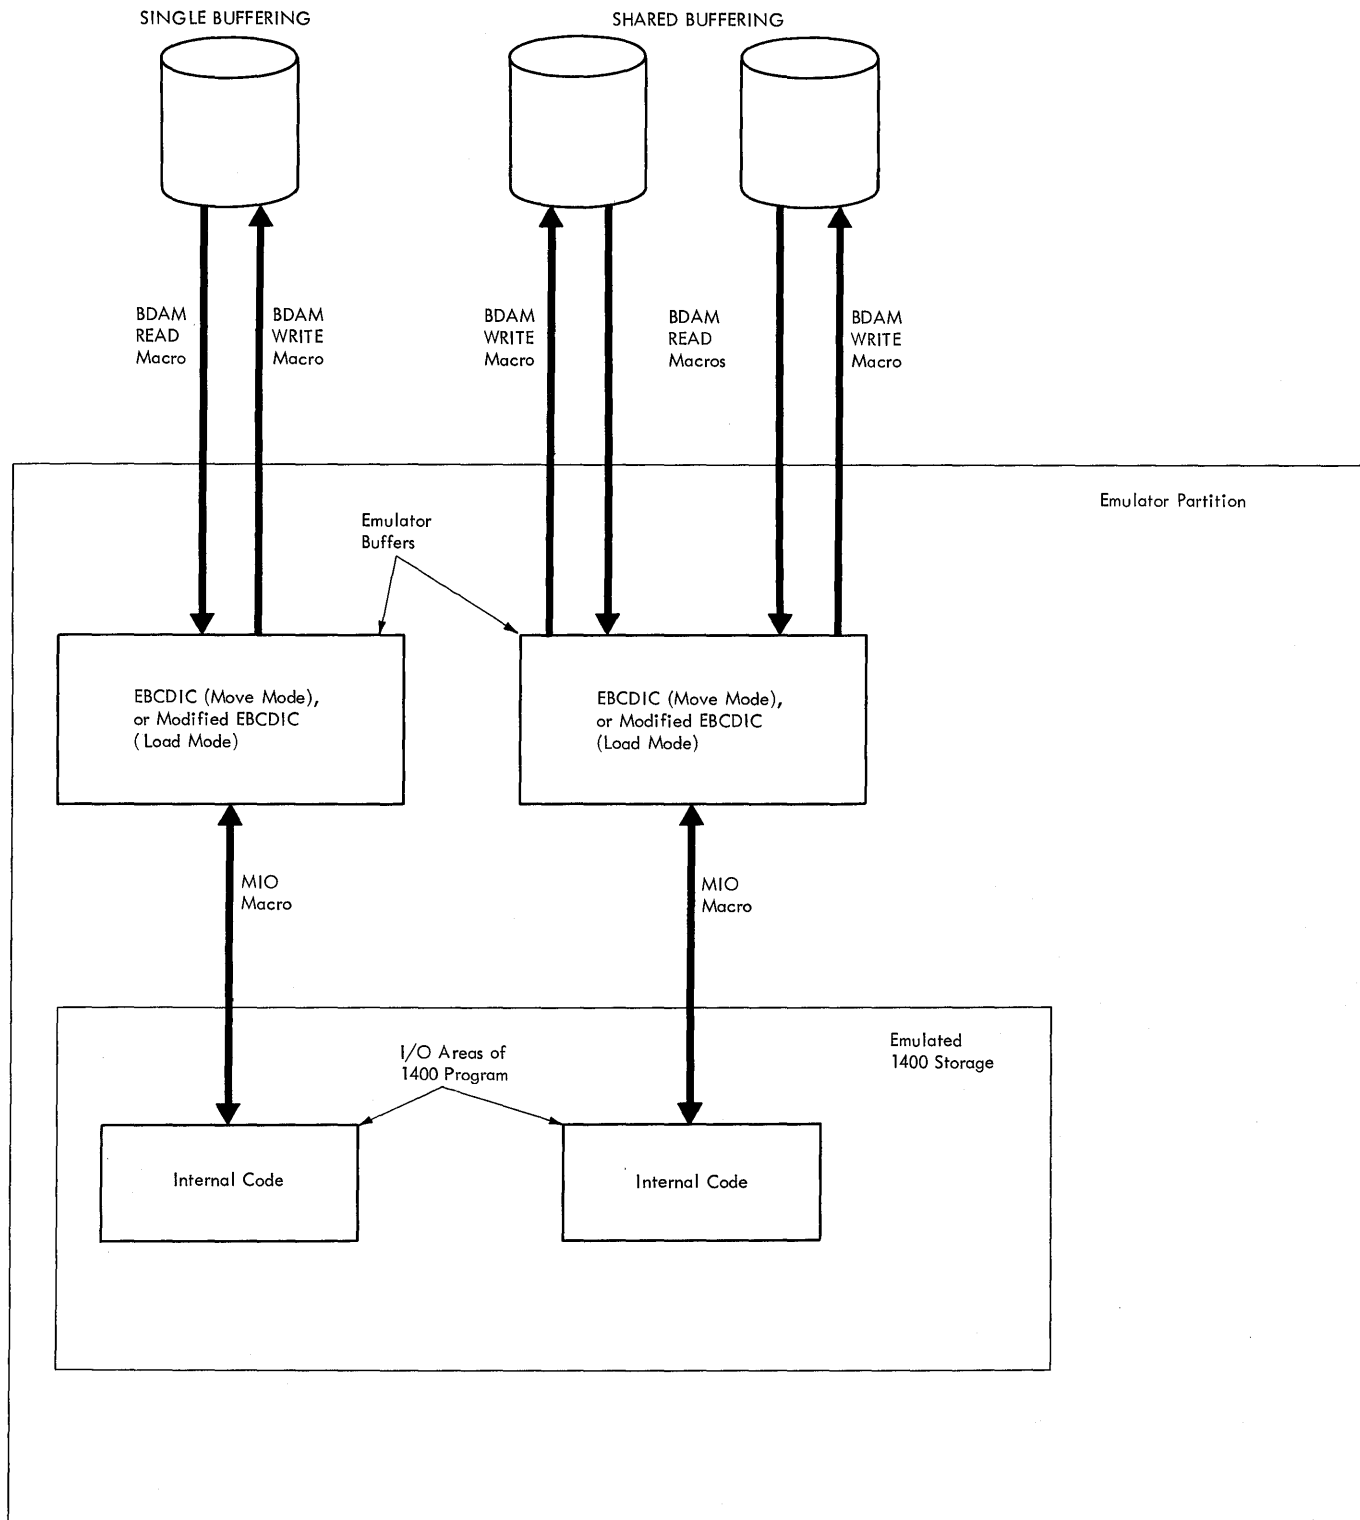 SINGLE BUFFERING
SHARED BUFFERING
BDAM
READ
Macro
BDAM
WRITE
Macro
BDAM
WRITE
Macro
BDAM
READ
Macros
BDAM
WRITE
Macro
Emulator Partition
Emulator
Buffers
EBCDIC (Move Mode),
or Modified EBCDIC
(Load Mode)
EBCDIC (Move Mode),
or Modified EBCDIC
(Load Mode)
MIO
Macro
MIO
Macro
Emulated
1400 Storage
I/O Areas of
1400 Program
Internal Code
Internal Code